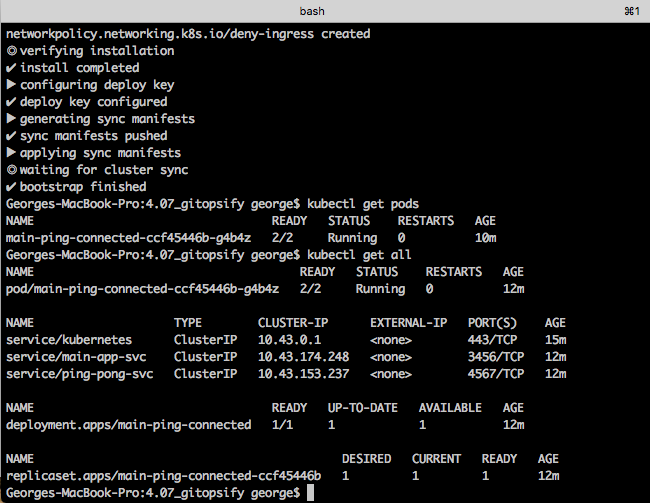 bash
⌘1
networkpolicy.networking.k8s.io/deny-ingress created
◎ verifying installation
✔ install completed
► configuring deploy key
✔ deploy key configured
► generating sync manifests
✔ sync manifests pushed
► applying sync manifests
◎ waiting for cluster sync
✔ bootstrap finished
Georges-MacBook-Pro:4.07_gitopsify george$ kubectl get pods
NAME READY STATUS RESTARTS AGE
main-ping-connected-ccf45446b-g4b4z 2/2 Running 0 10m
Georges-MacBook-Pro:4.07_gitopsify george$ kubectl get all
NAME READY STATUS RESTARTS AGE
pod/main-ping-connected-ccf45446b-g4b4z 2/2 Running 0 12m
NAME TYPE CLUSTER-IP EXTERNAL-IP PORT(S) AGE
service/kubernetes ClusterIP 10.43.0.1 <none> 443/TCP 15m
service/main-app-svc ClusterIP 10.43.174.248 <none> 3456/TCP 12m
service/ping-pong-svc ClusterIP 10.43.153.237 <none> 4567/TCP 12m
NAME READY UP-TO-DATE AVAILABLE AGE
deployment.apps/main-ping-connected 1/1 1 1 12m
NAME DESIRED CURRENT READY AGE
replicaset.apps/main-ping-connected-ccf45446b 1 1 1 12m
Georges-MacBook-Pro:4.07_gitopsify george$